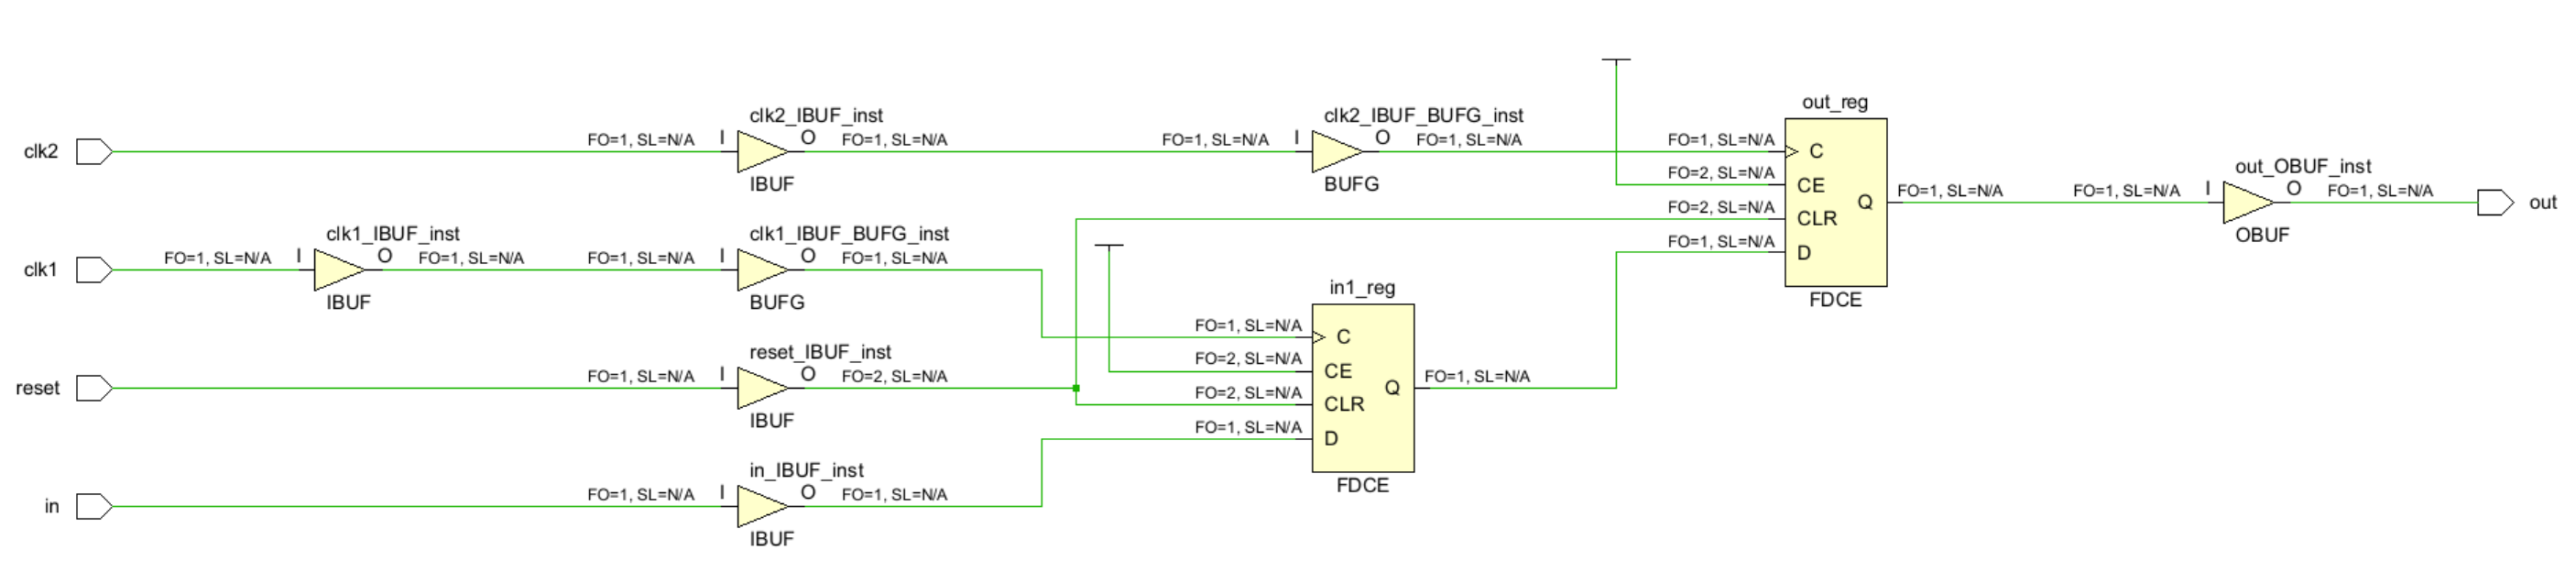 out_reg
clk2_IBUF_inst
clk2_IBUF_BUFG_inst
clk2 FO=1, SL=N/A I O FO=1, SL=N/A FO=1, SL=N/A I O FO=1, SL=N/A FO=1, SL=N/A C
IBUF BUFG FO=2, SL=N/A CE
out_OBUF_inst
FO=2, SL=N/A CLR Q FO=1, SL=N/A FO=1, SL=N/A I O FO=1, SL=N/A out
OBUF
FO=1, SL=N/A D
FDCE
clk1_IBUF_inst clk1_IBUF_BUFG_inst
clk1 FO=1, SL=N/A I O FO=1, SL=N/A FO=1, SL=N/A I O FO=1, SL=N/A
IBUF BUFG
in1_reg
FO=1, SL=N/A C
reset_IBUF_inst
FO=2, SL=N/A CE
reset FO=1, SL=N/A I O FO=2, SL=N/A
IBUF
FO=2, SL=N/A CLR Q FO=1, SL=N/A
FO=1, SL=N/A D
FDCE
in_IBUF_inst
in FO=1, SL=N/A I O FO=1, SL=N/A
IBUF